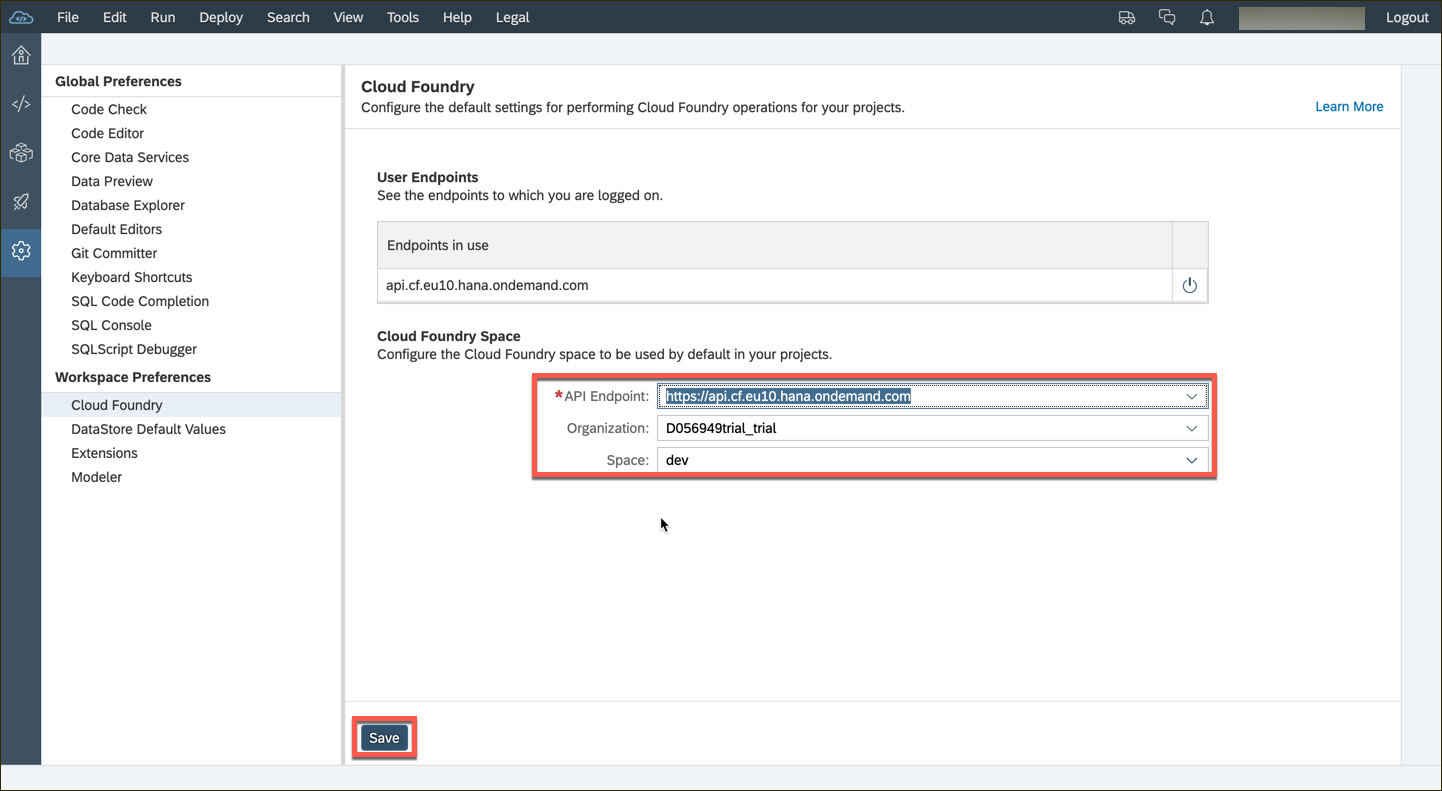 File Edit Run Deploy Search View Tools Help Legal Logout
Global Preferences
Code Check
Code Editor
Core Data Services
Data Preview
Database Explorer
Default Editors
Git Committer
Keyboard Shortcuts
SQL Code Completion
SQL Console
SQLScript Debugger
Workspace Preferences
Cloud Foundry
DataStore Default Values
Extensions
Modeler
Cloud Foundry
Configure the default settings for performing Cloud Foundry operations for your projects.
Learn More
User Endpoints
See the endpoints to which you are logged on.
Endpoints in use
api.cf.eu10.hana.ondemand.com
Cloud Foundry Space
Configure the Cloud Foundry space to be used by default in your projects.
*API Endpoint: https://api.cf.eu10.hana.ondemand.com
Organization: D056949trial_trial
Space: dev
Save